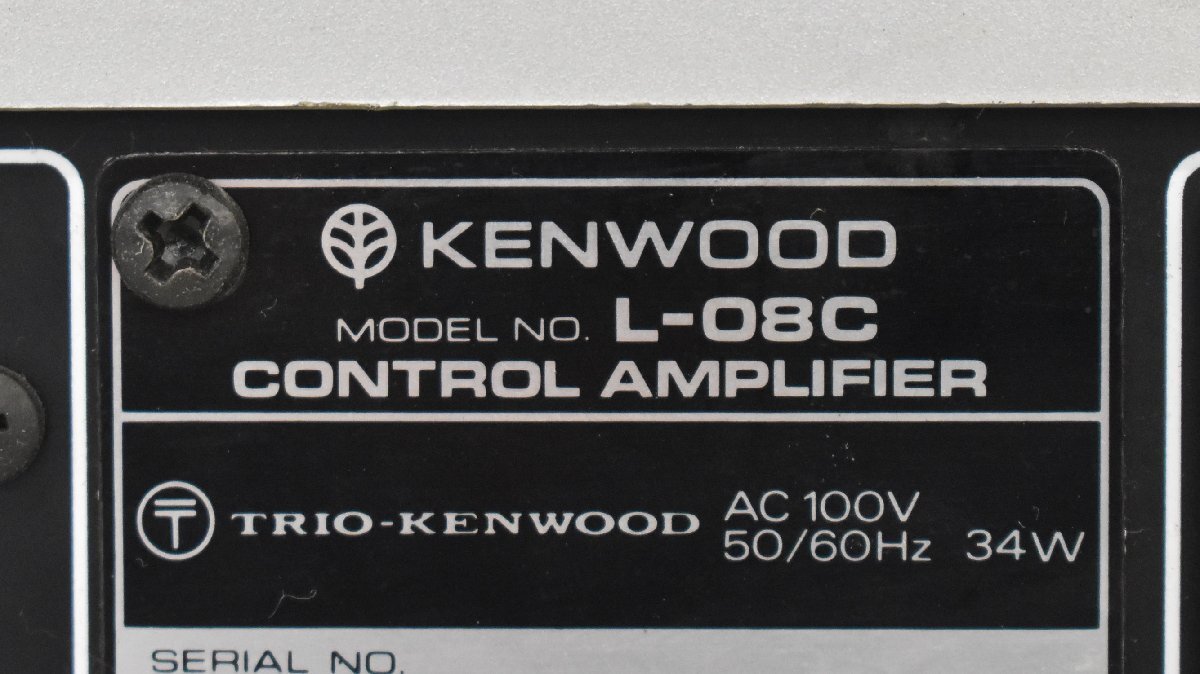 KENWOOD
MODEL NO. L-08C
CONTROL AMPLIFIER
TRIO-KENWOOD
AC 100V
50/60Hz 34W
SERIAL NO.